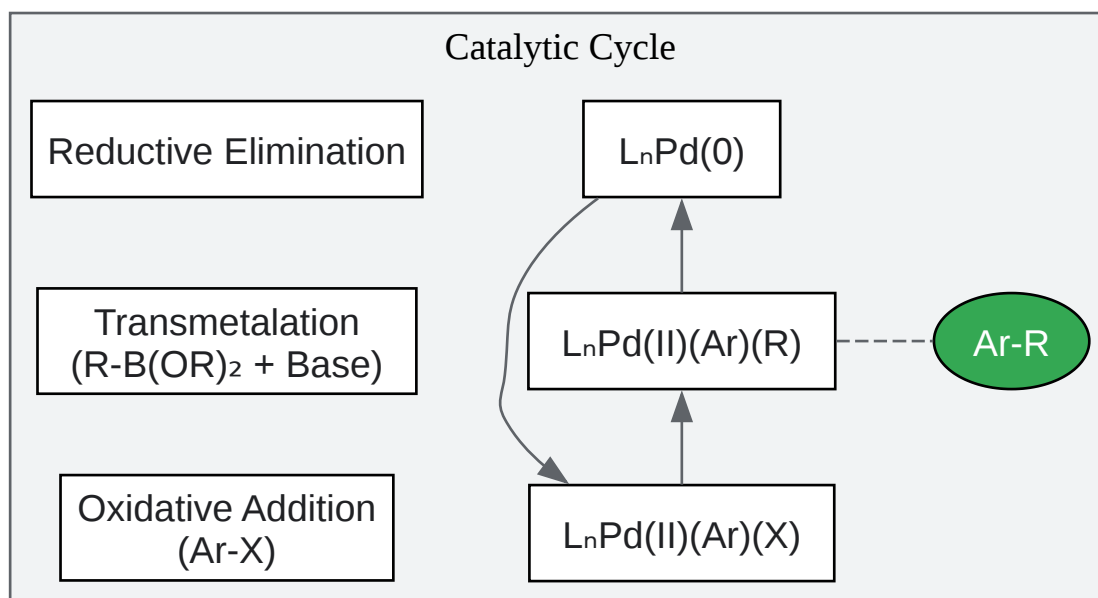 Catalytic Cycle
Reductive Elimination
LₙPd(0)
Transmetalation
(R-B(OR)₂ + Base)
LₙPd(II)(Ar)(R)
Ar-R
Oxidative Addition
(Ar-X)
LₙPd(II)(Ar)(X)